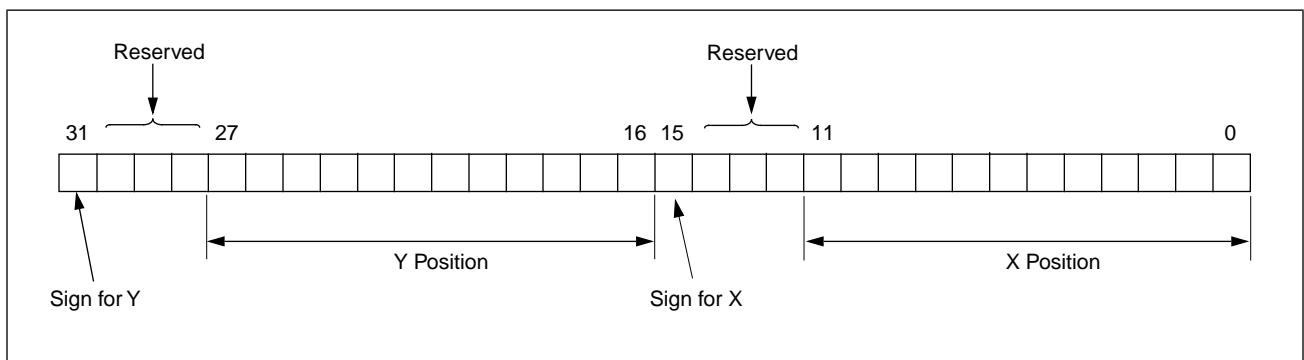 Reserved Reserved
31 27 16 15 11 0
Y Position X Position
Sign for Y Sign for X